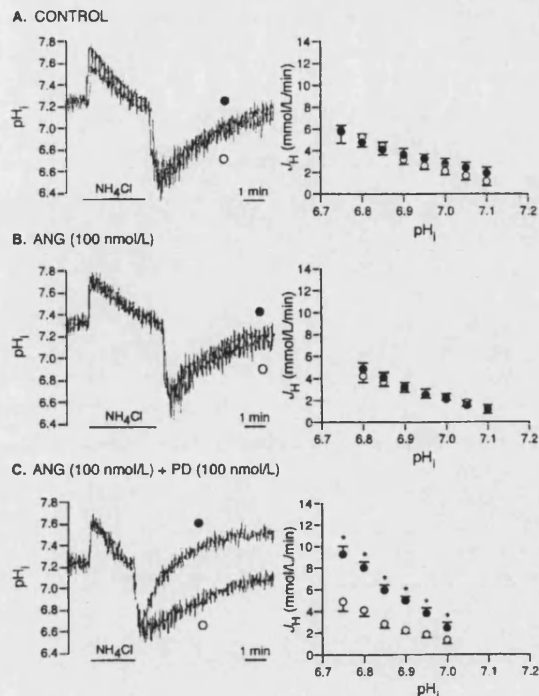 A. CONTROL
7.8
7.6
7.4
7.2
7.0
6.8
6.6
6.4
pHi
NH4Cl
1 min
14
12
10
8
6
4
2
0
JH (mmol/L/min)
6.7 6.8 6.9 7.0 7.1 7.2
pHi
B. ANG (100 nmol/L)
7.8
7.6
7.4
7.2
7.0
6.8
6.6
6.4
pHi
NH4Cl
1 min
14
12
10
8
6
4
2
0
JH (mmol/L/min)
6.7 6.8 6.9 7.0 7.1 7.2
pHi
C. ANG (100 nmol/L) + PD (100 nmol/L)
7.8
7.6
7.4
7.2
7.0
6.8
6.6
6.4
pHi
NH4Cl
1 min
14
12
10
8
6
4
2
0
JH (mmol/L/min)
* * * * * *
6.7 6.8 6.9 7.0 7.1 7.2
pHi